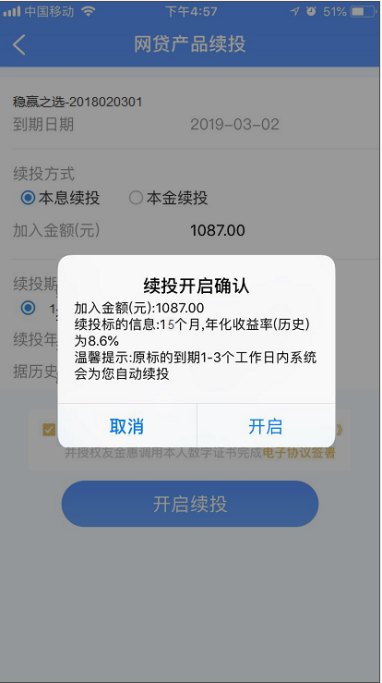 中国移动 下午4:57 51%
网贷产品续投
稳赢之选-2018020301
到期日期 2019-03-02
续投方式
本息续投 本金续投
加入金额(元) 1087.00
续投期
续投开启确认
加入金额(元):1087.00
续投标的信息:15个月,年化收益率(历史)
为8.6%
温馨提示:原标的到期1-3个工作日内系统
会为您自动续投
1
续投年
据历史
取消 开启
并授权友金惠调用本人数字证书完成电子协议签署
开启续投